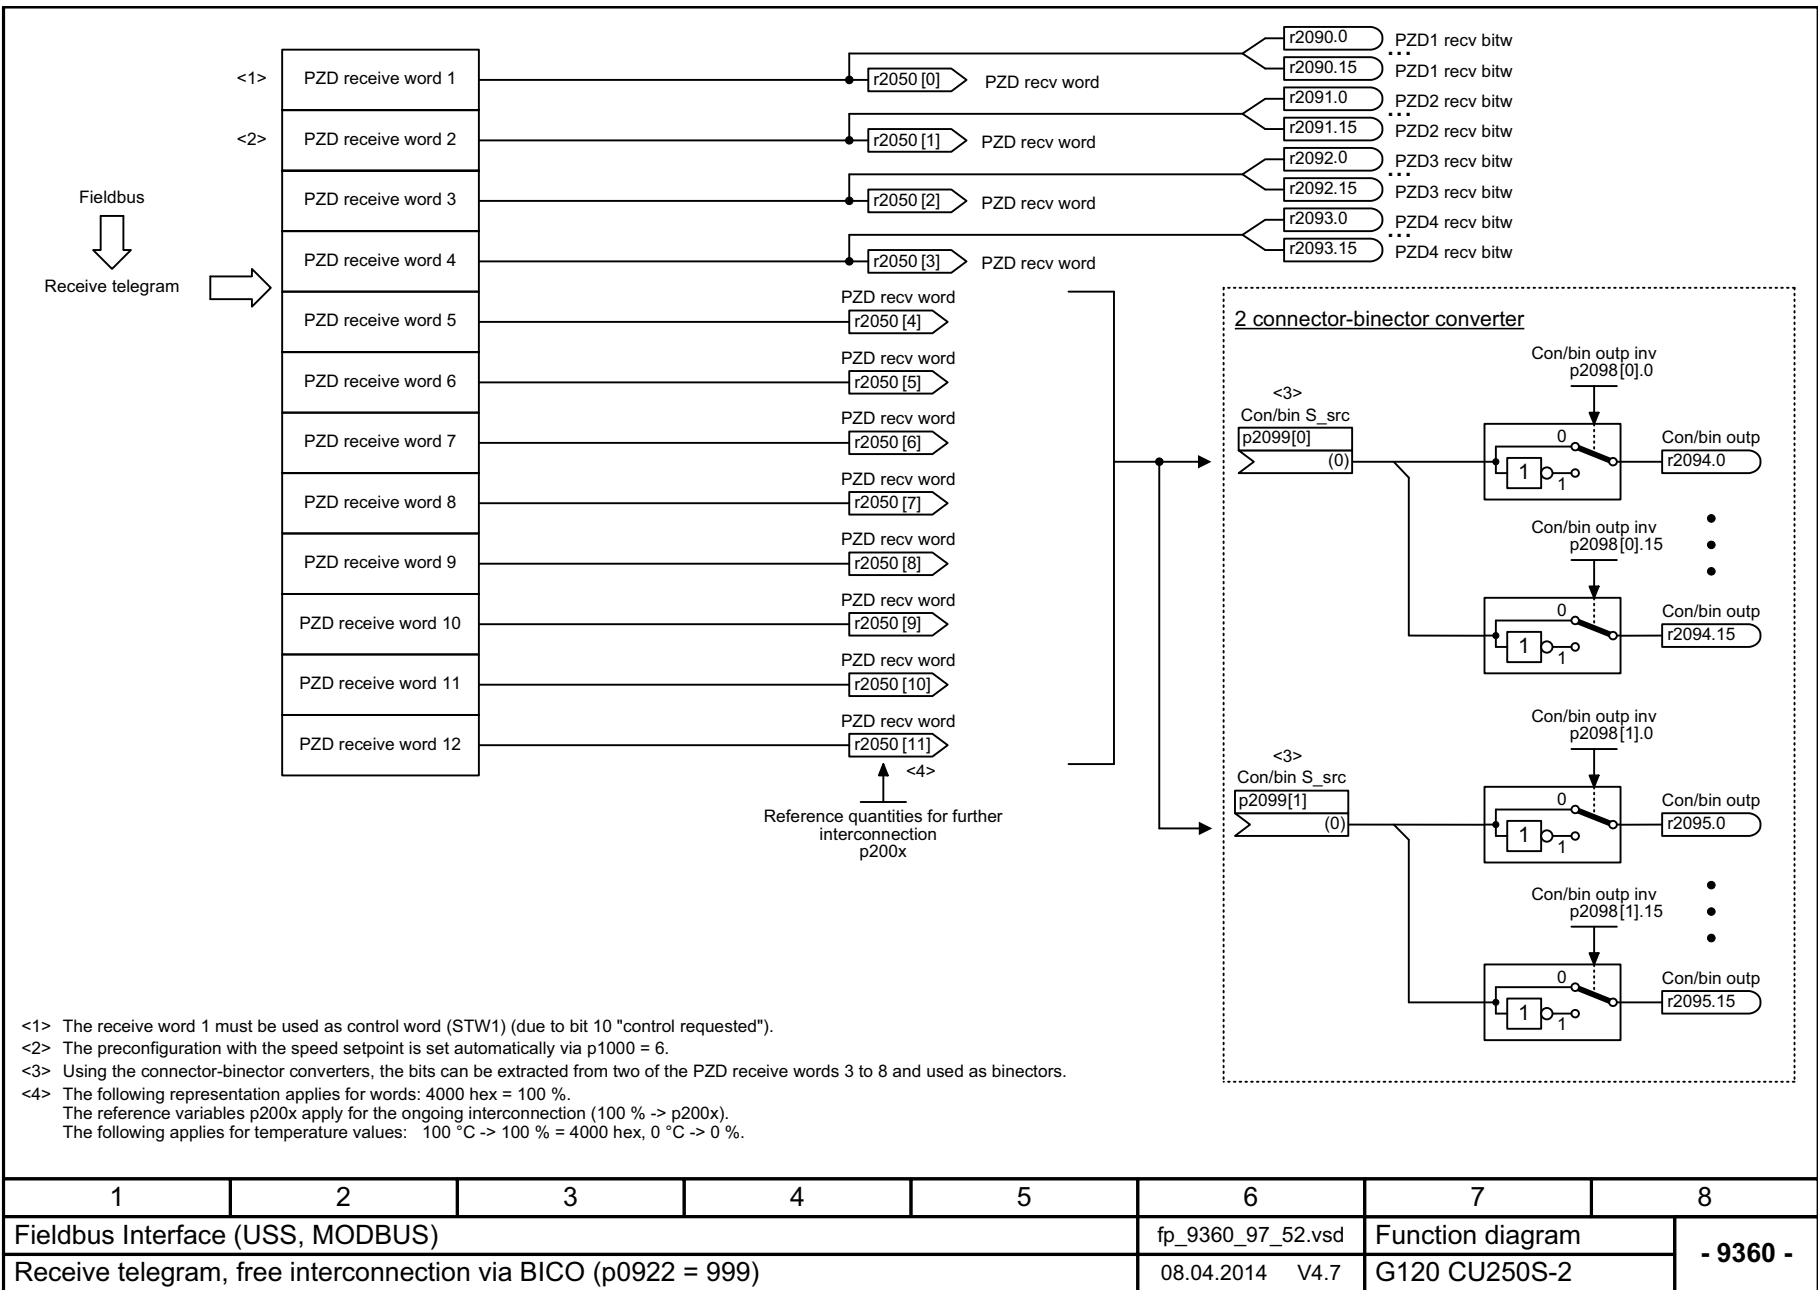 <1>
PZD receive word 1
r2050 [0]
PZD recv word
r2090.0
PZD1 recv bitw
...
r2090.15
PZD1 recv bitw
<2>
PZD receive word 2
r2050 [1]
PZD recv word
r2091.0
PZD2 recv bitw
...
r2091.15
PZD2 recv bitw
PZD receive word 3
r2050 [2]
PZD recv word
r2092.0
PZD3 recv bitw
...
r2092.15
PZD3 recv bitw
PZD receive word 4
r2050 [3]
PZD recv word
r2093.0
PZD4 recv bitw
...
r2093.15
PZD4 recv bitw
Fieldbus
Receive telegram
PZD receive word 5
PZD recv word
r2050 [4]
PZD receive word 6
PZD recv word
r2050 [5]
PZD receive word 7
PZD recv word
r2050 [6]
PZD receive word 8
PZD recv word
r2050 [7]
PZD receive word 9
PZD recv word
r2050 [8]
PZD receive word 10
PZD recv word
r2050 [9]
PZD receive word 11
PZD recv word
r2050 [10]
PZD receive word 12
PZD recv word
r2050 [11]
<4>
Reference quantities for further
interconnection
p200x
2 connector-binector converter
<3>
Con/bin S_src
p2099[0]
(0)
Con/bin outp inv
p2098[0].0
0
1
1
Con/bin outp
r2094.0
Con/bin outp inv
p2098[0].15
0
1
1
Con/bin outp
r2094.15
<3>
Con/bin S_src
p2099[1]
(0)
Con/bin outp inv
p2098[1].0
0
1
1
Con/bin outp
r2095.0
Con/bin outp inv
p2098[1].15
0
1
1
Con/bin outp
r2095.15
<1> The receive word 1 must be used as control word (STW1) (due to bit 10 "control requested").
<2> The preconfiguration with the speed setpoint is set automatically via p1000 = 6.
<3> Using the connector-binector converters, the bits can be extracted from two of the PZD receive words 3 to 8 and used as binectors.
<4> The following representation applies for words: 4000 hex = 100 %.
The reference variables p200x apply for the ongoing interconnection (100 % -> p200x).
The following applies for temperature values: 100 °C -> 100 % = 4000 hex, 0 °C -> 0 %.
1 2 3 4 5 6 7 8
Fieldbus Interface (USS, MODBUS)
fp_9360_97_52.vsd
Function diagram
- 9360 -
Receive telegram, free interconnection via BICO (p0922 = 999)
08.04.2014 V4.7
G120 CU250S-2